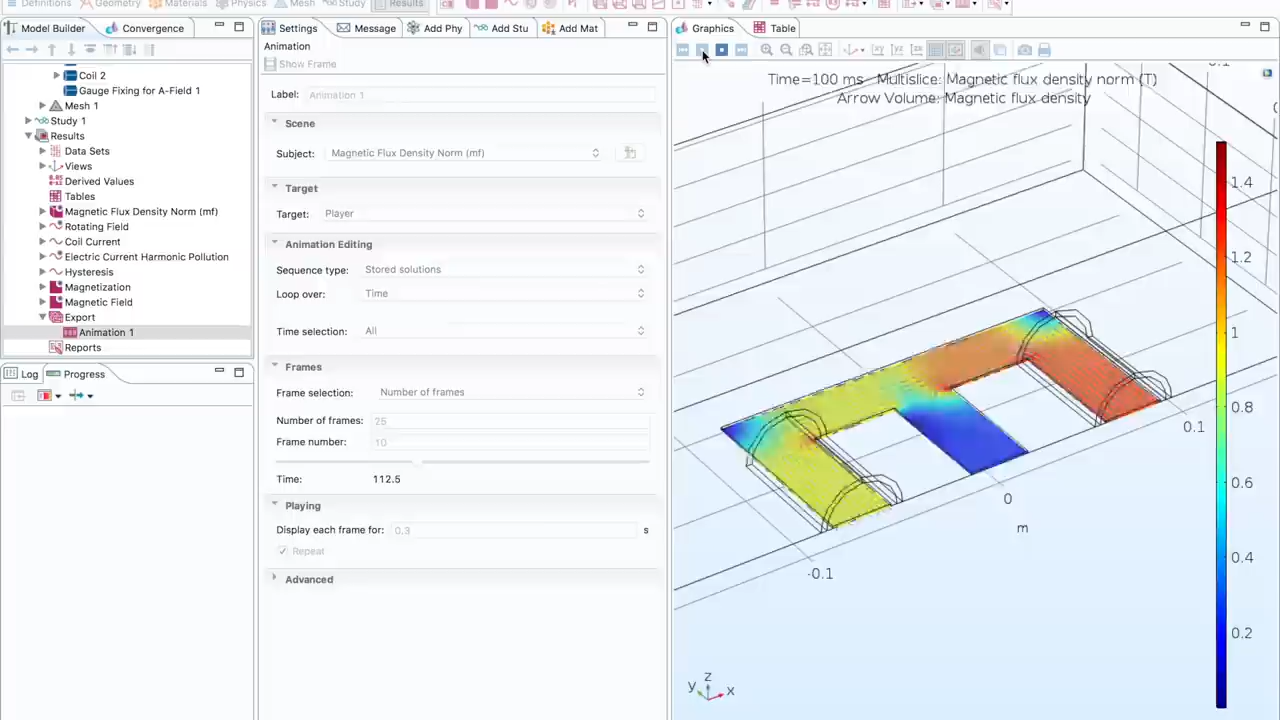 Definitions Geometry Materials Physics Mesh Study Results
Model Builder Convergence
Coil 2
Gauge Fixing for A-Field 1
Mesh 1
Study 1
Results
Data Sets
Views
Derived Values
Tables
Magnetic Flux Density Norm (mf)
Rotating Field
Coil Current
Electric Current Harmonic Pollution
Hysteresis
Magnetization
Magnetic Field
Export
Animation 1
Reports
Log Progress
Settings Message Add Phy Add Stu Add Mat
Animation
Show Frame
Label: Animation 1
Scene
Subject: Magnetic Flux Density Norm (mf)
Target
Target: Player
Animation Editing
Sequence type: Stored solutions
Loop over: Time
Time selection: All
Frames
Frame selection: Number of frames
Number of frames: 25
Frame number: 10
Time: 112.5
Playing
Display each frame for: 0.3 s
Repeat
Advanced
Graphics Table
Time=100 ms Multislice: Magnetic flux density norm (T)
Arrow Volume: Magnetic flux density
1.4
1.2
1
0.8
0.6
0.4
0.2
0.1
0
m
-0.1
y z x